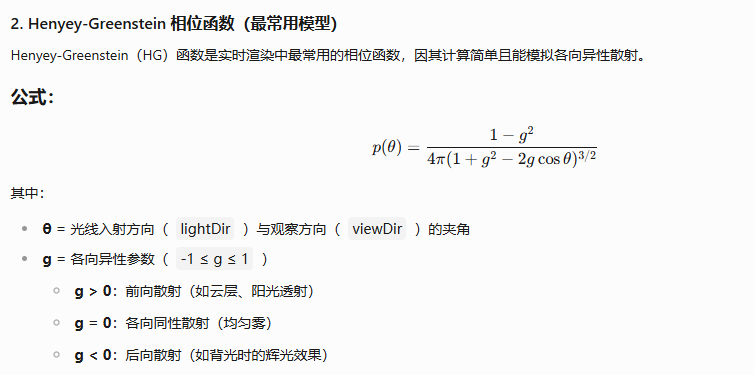 2. Henyey-Greenstein 相位函数（最常用模型）
Henyey-Greenstein（HG）函数是实时渲染中最常用的相位函数，因其计算简单且能模拟各向异性散射。
公式：
p(θ) = \frac{1 - g^2}{4π(1 + g^2 - 2g cos θ)^{3/2}}
其中：
• θ = 光线入射方向（ lightDir ）与观察方向（ viewDir ）的夹角
• g = 各向异性参数（ -1 ≤ g ≤ 1 ）
◦ g > 0：前向散射（如云层、阳光透射）
◦ g = 0：各向同性散射（均匀雾）
◦ g < 0：后向散射（如背光时的辉光效果）